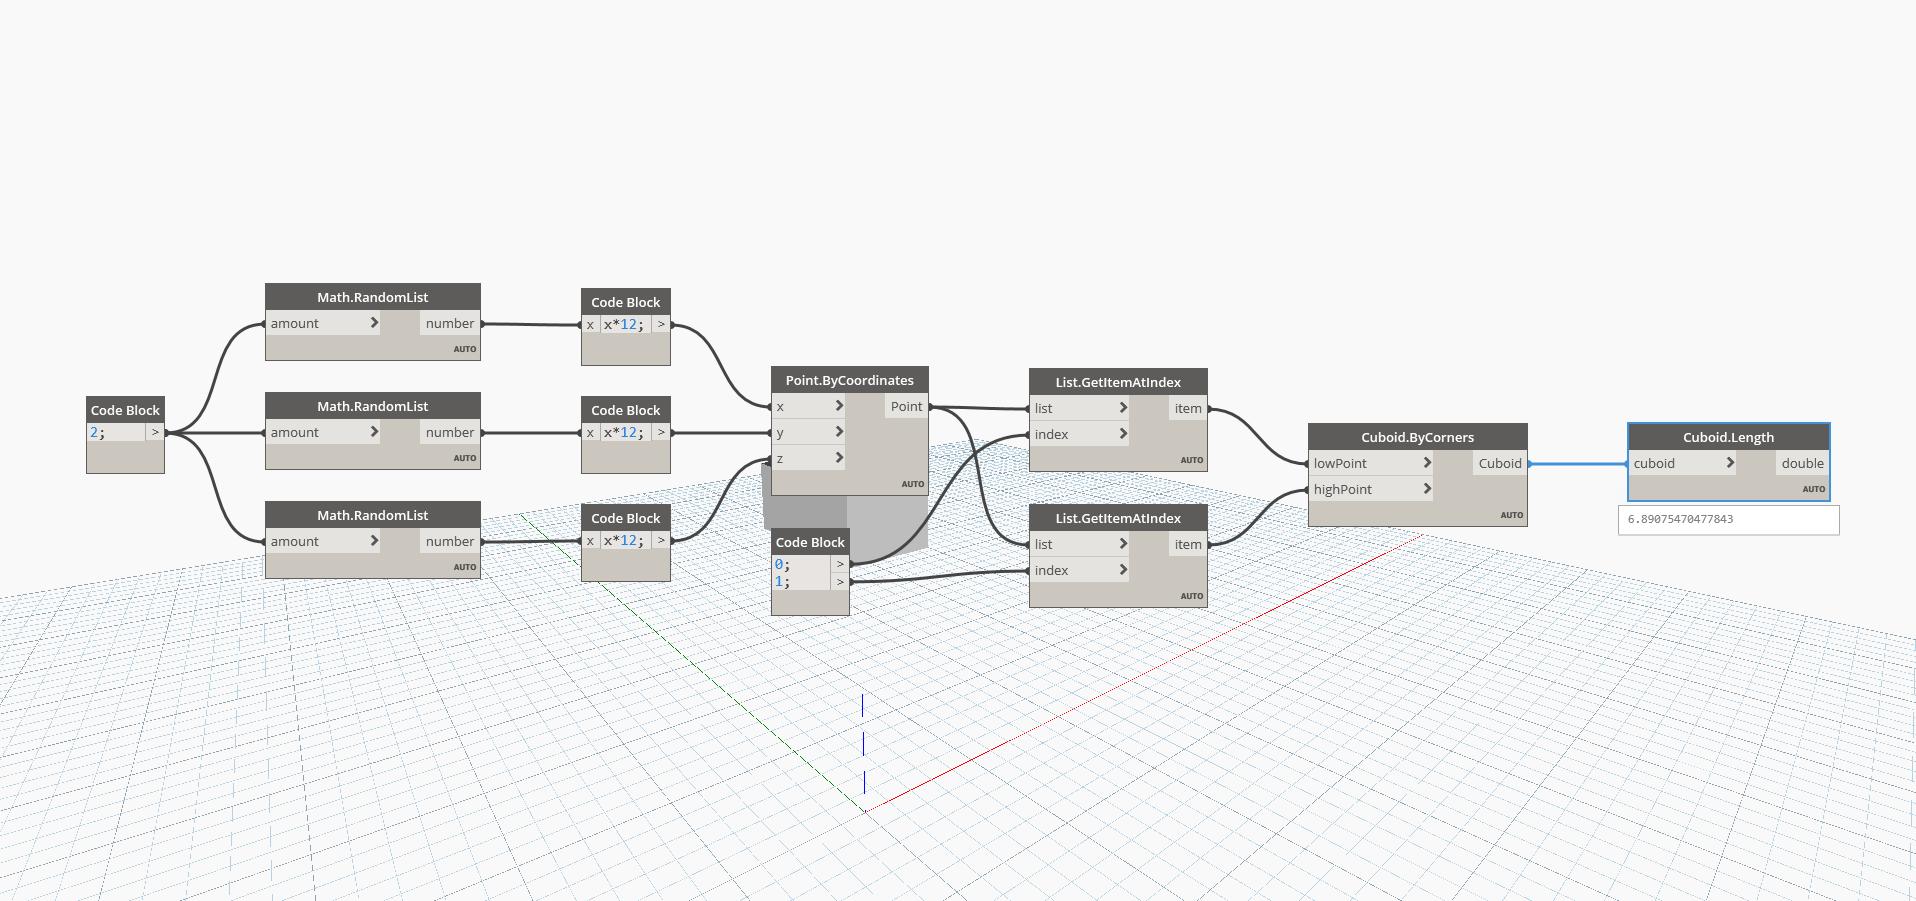 Code Block
2; >
Math.RandomList
amount > number
AUTO
Math.RandomList
amount > number
AUTO
Math.RandomList
amount > number
AUTO
Code Block
x x*12; >
Code Block
x x*12; >
Code Block
x x*12; >
Point.ByCoordinates
x > Point
y >
z >
AUTO
Code Block
0; >
1; >
List.GetItemAtIndex
list > item
index >
AUTO
List.GetItemAtIndex
list > item
index >
AUTO
Cuboid.ByCorners
lowPoint > Cuboid
highPoint >
AUTO
Cuboid.Length
cuboid > double
AUTO
6.89075470477843